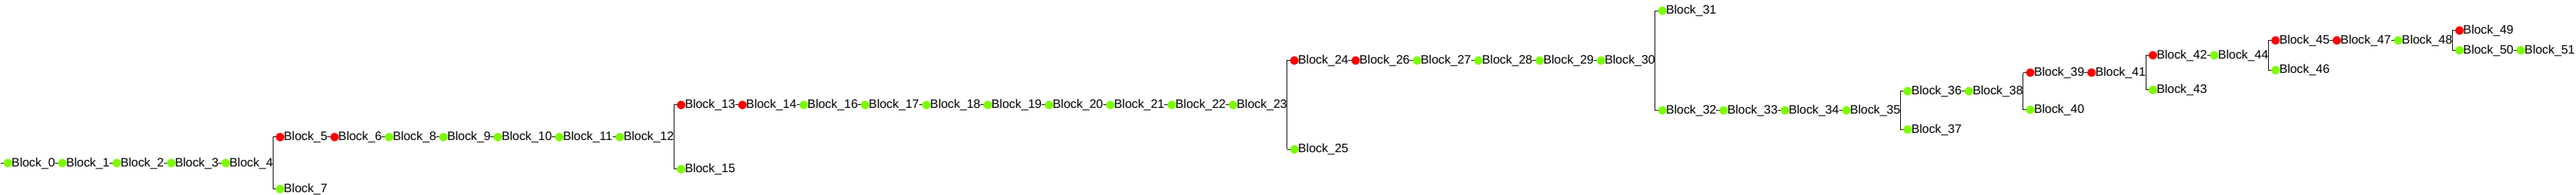 Block_0 Block_1 Block_2 Block_3 Block_4
Block_5 Block_6 Block_8 Block_9 Block_10 Block_11 Block_12
Block_7
Block_13 Block_14 Block_16 Block_17 Block_18 Block_19 Block_20 Block_21 Block_22 Block_23
Block_15
Block_24 Block_26 Block_27 Block_28 Block_29 Block_30
Block_25
Block_31
Block_32 Block_33 Block_34 Block_35
Block_36 Block_38
Block_37
Block_39 Block_41
Block_40
Block_42 Block_44
Block_43
Block_45 Block_47 Block_48
Block_46
Block_49
Block_50 Block_51